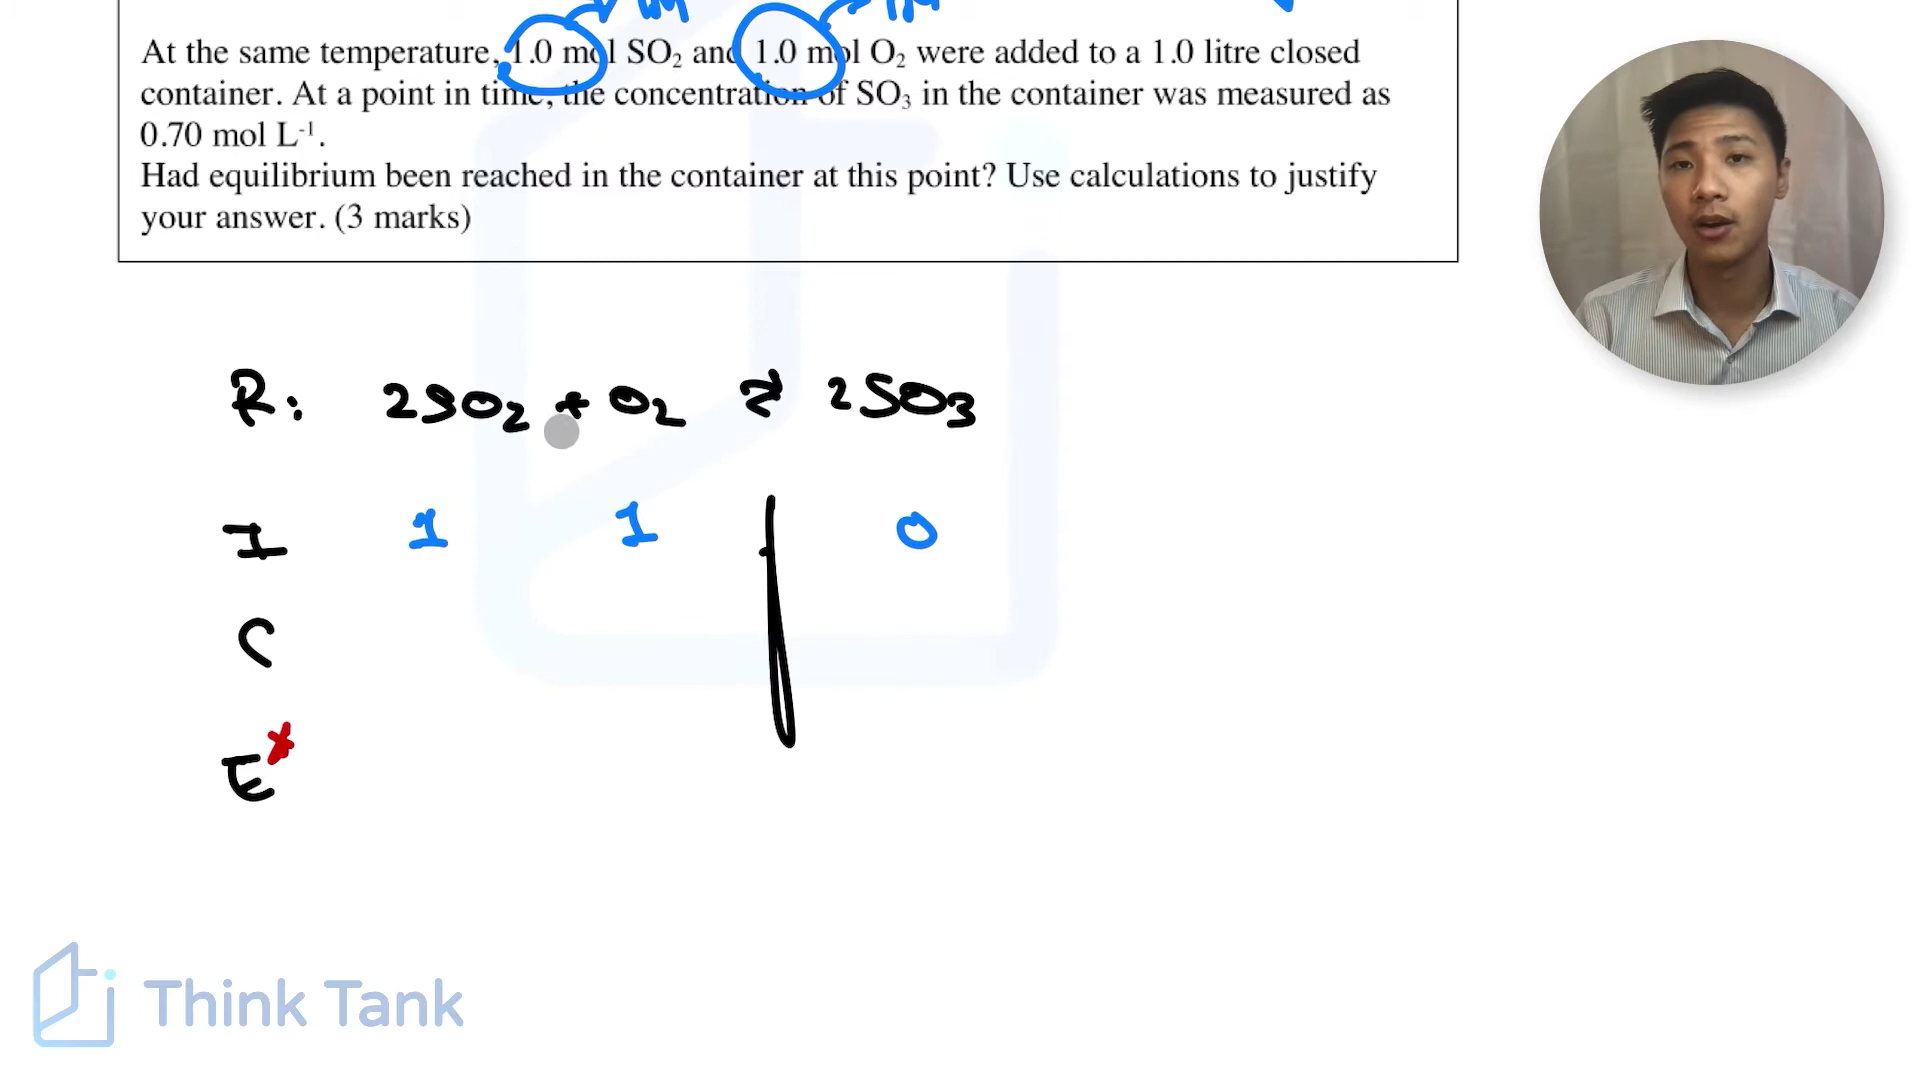 At the same temperature, 1.0 mol SO₂ and 1.0 mol O₂ were added to a 1.0 litre closed
container. At a point in time, the concentration of SO₃ in the container was measured as
0.70 mol L⁻¹.
Had equilibrium been reached in the container at this point? Use calculations to justify
your answer. (3 marks)
R: 2SO₂ + O₂ ⇌ 2SO₃
I 1 1 0
C
E*
Think Tank